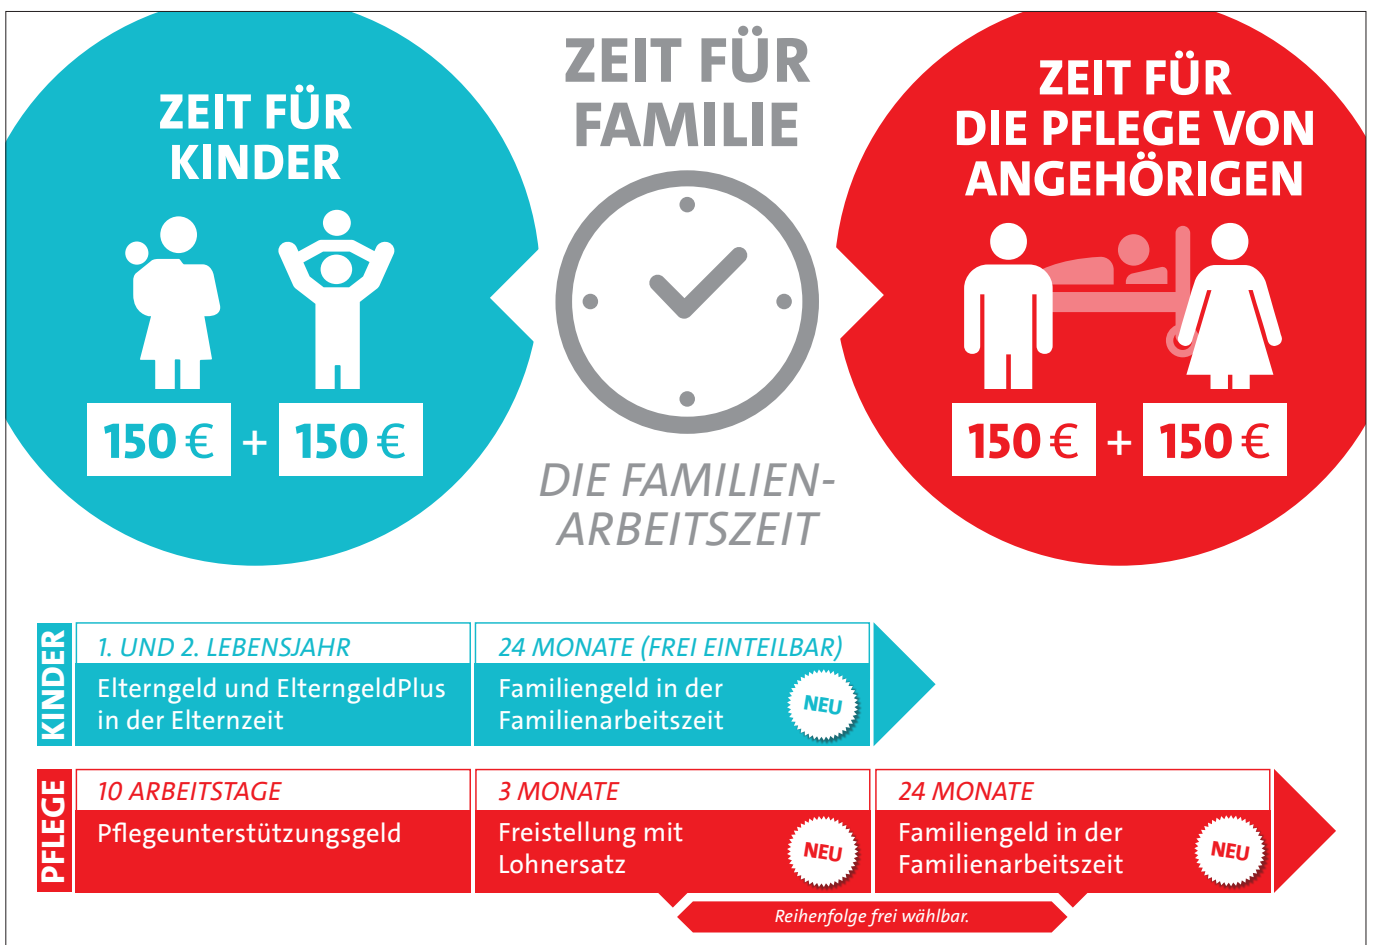 ZEIT FÜR
KINDER
150 € + 150 €
ZEIT FÜR
FAMILIE
DIE FAMILIEN-
ARBEITSZEIT
ZEIT FÜR
DIE PFLEGE VON
ANGEHÖRIGEN
150 € + 150 €
KINDER
1. UND 2. LEBENSJAHR
Elterngeld und ElterngeldPlus
in der Elternzeit
24 MONATE (FREI EINTEILBAR)
Familiengeld in der
Familienarbeitszeit
NEU
PFLEGE
10 ARBEITSTAGE
Pflegeunterstützungsgeld
3 MONATE
Freistellung mit
Lohnersatz
NEU
24 MONATE
Familiengeld in der
Familienarbeitszeit
NEU
Reihenfolge frei wählbar.